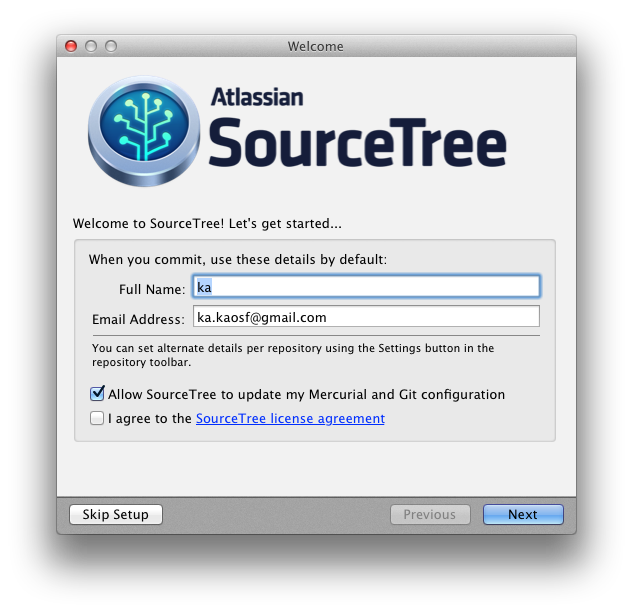 Welcome
Atlassian
SourceTree
Welcome to SourceTree! Let's get started...
When you commit, use these details by default:
Full Name: ka
Email Address: ka.kaosf@gmail.com
You can set alternate details per repository using the Settings button in the
repository toolbar.
Allow SourceTree to update my Mercurial and Git configuration
I agree to the SourceTree license agreement
Skip Setup Previous Next